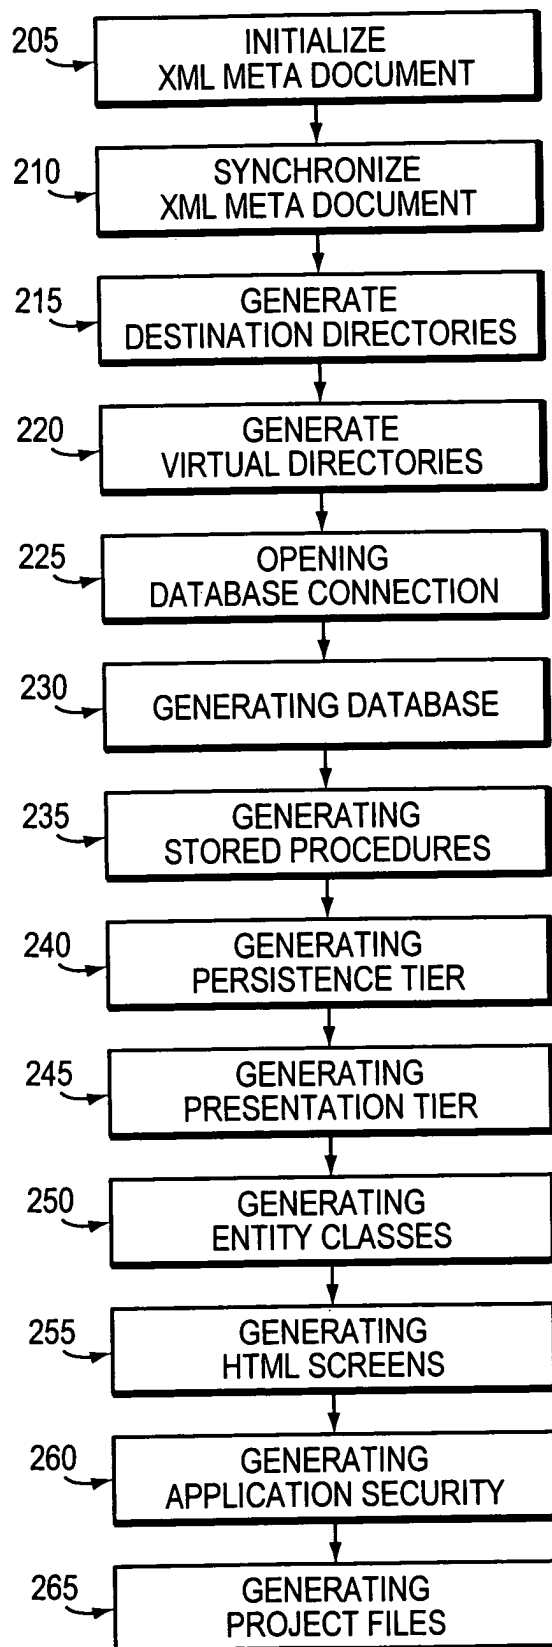 205
INITIALIZE
XML META DOCUMENT
210
SYNCHRONIZE
XML META DOCUMENT
215
GENERATE
DESTINATION DIRECTORIES
220
GENERATE
VIRTUAL DIRECTORIES
225
OPENING
DATABASE CONNECTION
230
GENERATING DATABASE
235
GENERATING
STORED PROCEDURES
240
GENERATING
PERSISTENCE TIER
245
GENERATING
PRESENTATION TIER
250
GENERATING
ENTITY CLASSES
255
GENERATING
HTML SCREENS
260
GENERATING
APPLICATION SECURITY
265
GENERATING
PROJECT FILES